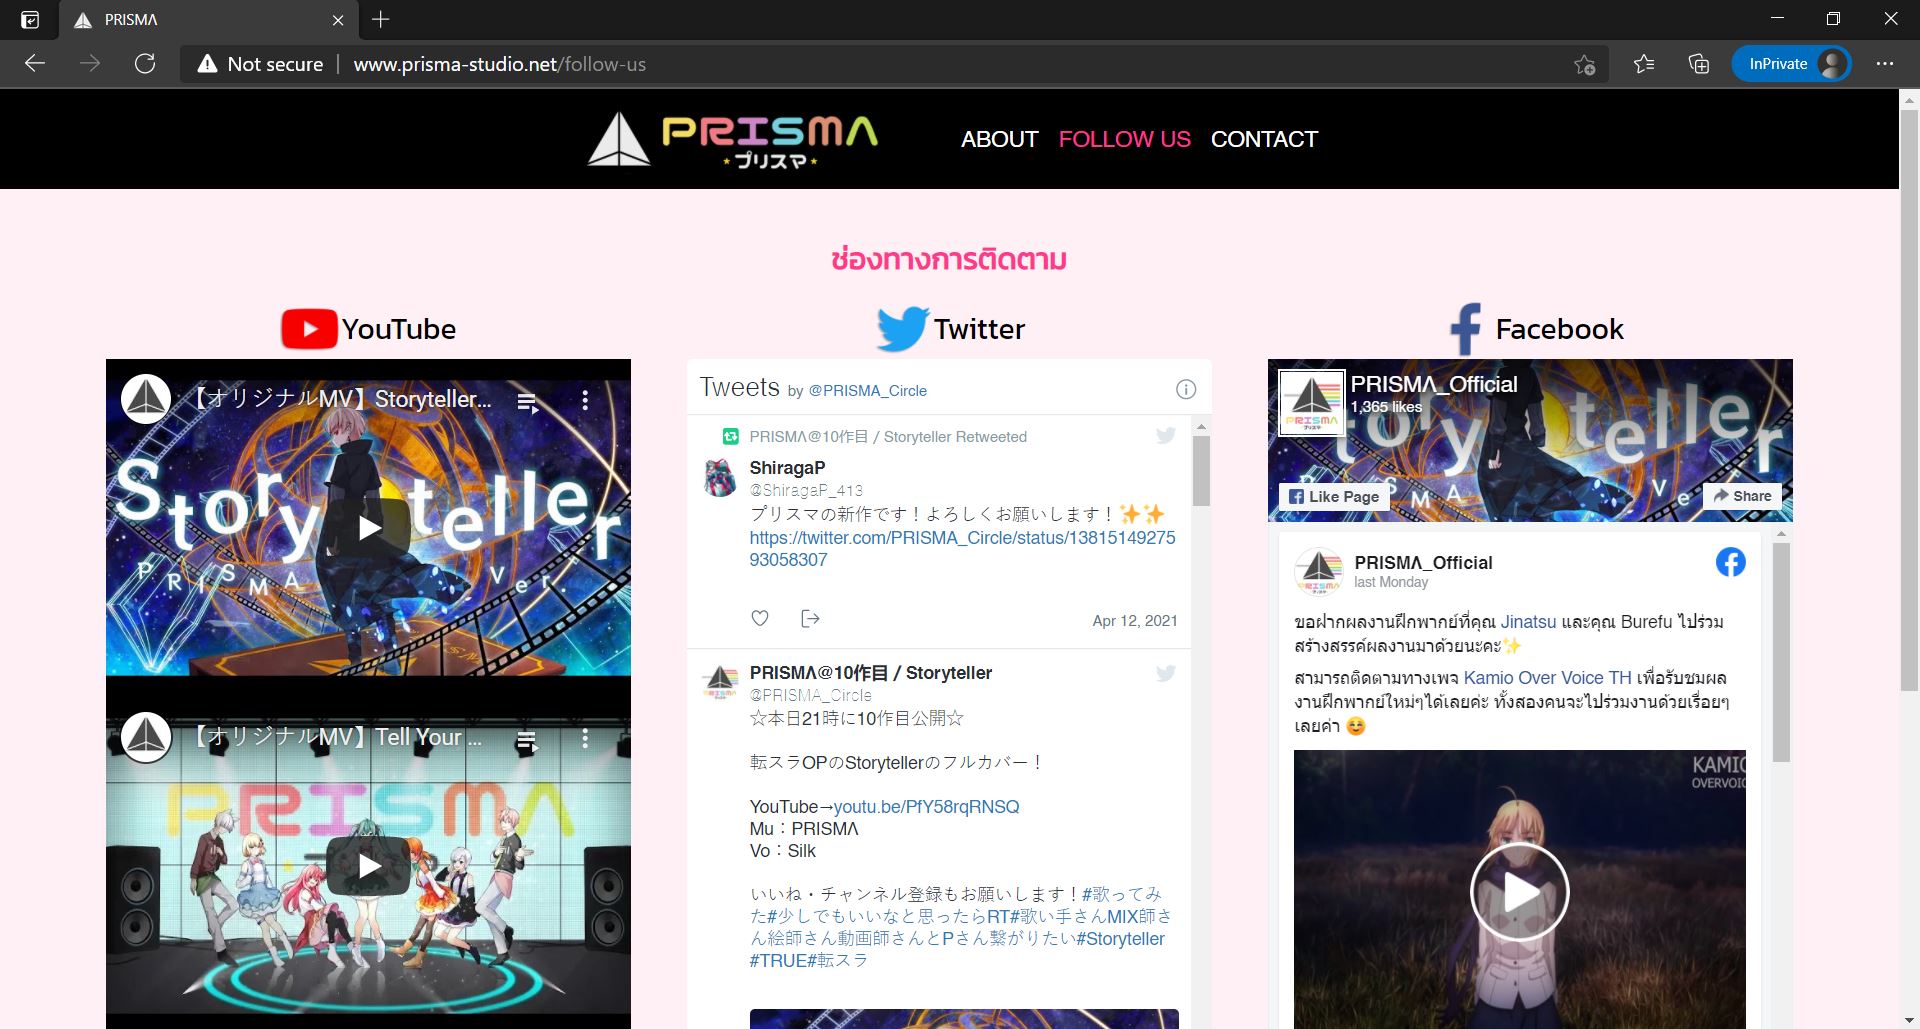 PRISMΛ
Not secure
www.prisma-studio.net/follow-us
InPrivate
PRISMΛ
プリスマ
ABOUT
FOLLOW US
CONTACT
ช่องทางการติดตาม
YouTube
【オリジナルMV】Storyteller...
Storyteller
PRISMA Ver.
【オリジナルMV】Tell Your ...
PRISMΛ
Twitter
Tweets by @PRISMA_Circle
PRISMΛ@10作目 / Storyteller Retweeted
ShiragaP
@ShiragaP_413
プリスマの新作です！よろしくお願いします！✨✨
https://twitter.com/PRISMA_Circle/status/13815149275
93058307
Apr 12, 2021
PRISMΛ@10作目 / Storyteller
@PRISMA_Circle
☆本日21時に10作目公開☆
転スラOPのStorytellerのフルカバー！
YouTube→youtu.be/PfY58rqRNSQ
Mu：PRISMΛ
Vo：Silk
いいね・チャンネル登録もお願いします！#歌ってみ
た#少しでもいいなと思ったらRT#歌い手さんMIX師さ
ん絵師さん動画師さんとPさん繋がりたい#Storyteller
#TRUE#転スラ
Facebook
PRISMΛ_Official
1,365 likes
Storyteller
Like Page
Share
PRISMΛ_Official
last Monday
ขอฝากผลงานฝึกพากย์ที่คุณ Jinatsu และคุณ Burefu ไปร่วม
สร้างสรรค์ผลงานมาด้วยนะคะ✨
สามารถติดตามทางเพจ Kamio Over Voice TH เพื่อรับชมผล
งานฝึกพากย์ใหม่ๆได้เลยค่ะ ทั้งสองคนจะไปร่วมงานด้วยเรื่อยๆ
เลยค่า ☺️
KAMIO
OVERVOIC